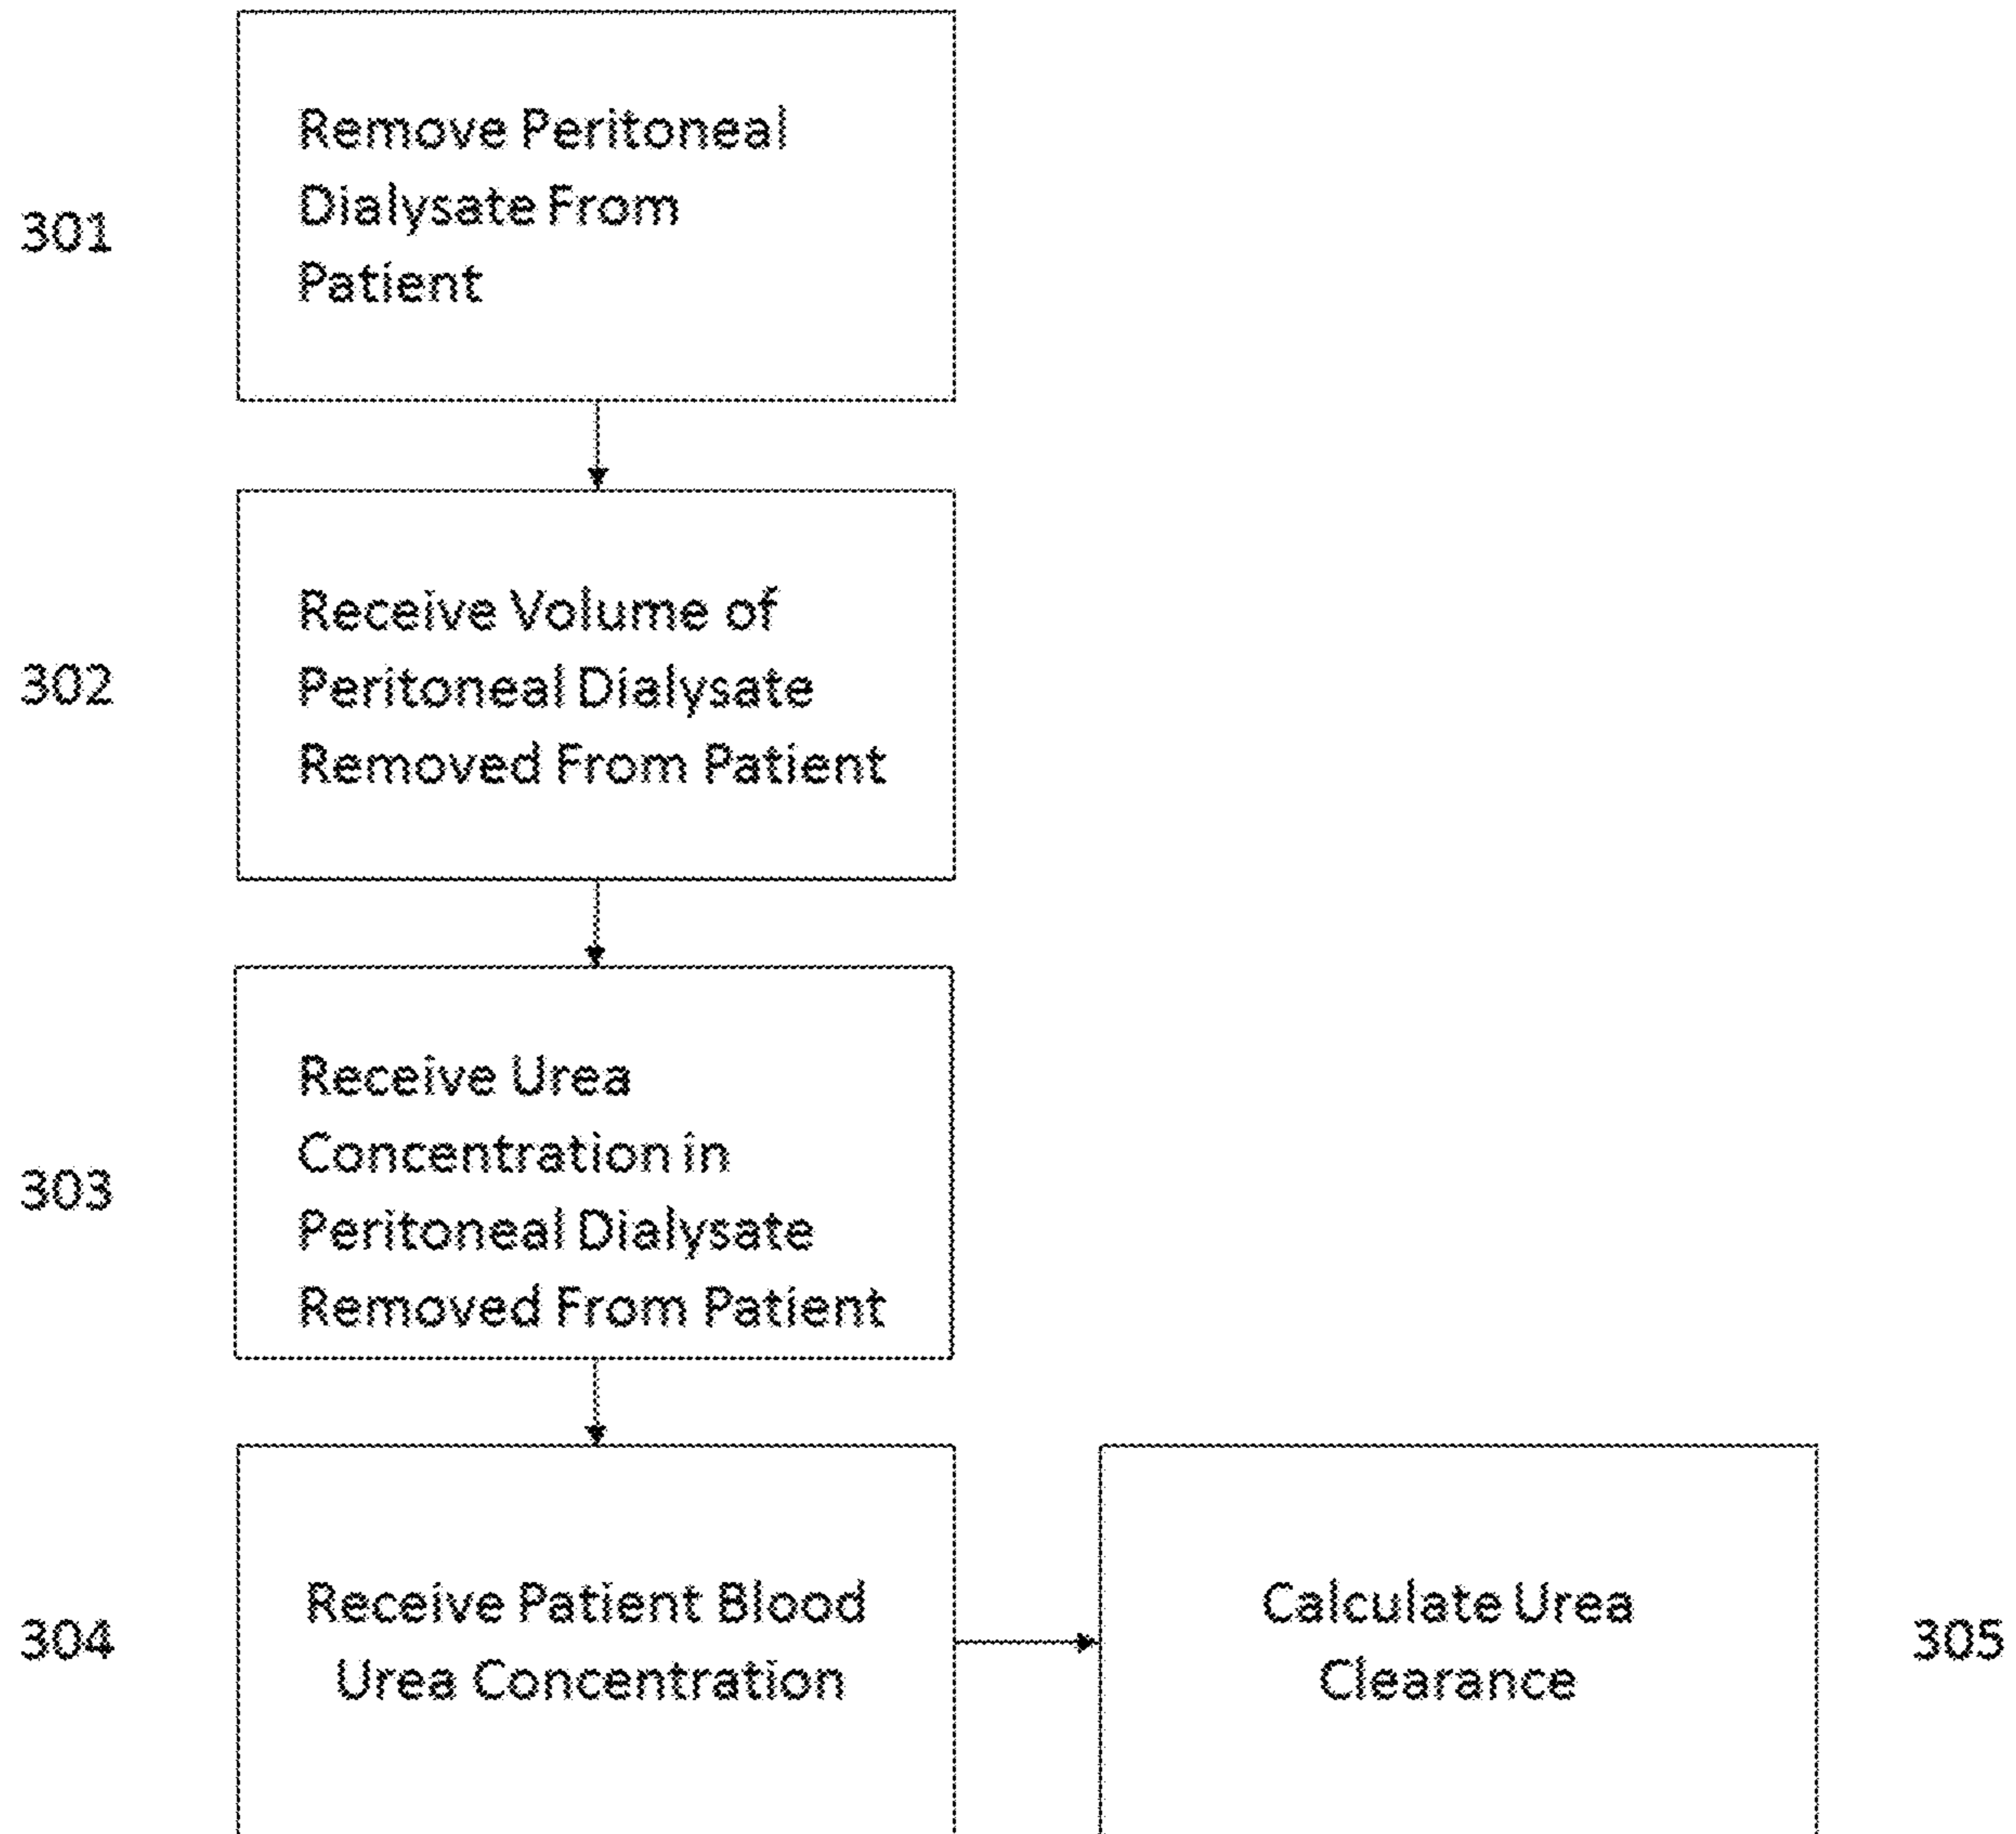 301
Remove Peritoneal
Dialysate From
Patient
302
Receive Volume of
Peritoneal Dialysate
Removed From Patient
303
Receive Urea
Concentration in
Peritoneal Dialysate
Removed From Patient
304
Receive Patient Blood
Urea Concentration
Calculate Urea
Clearance
305